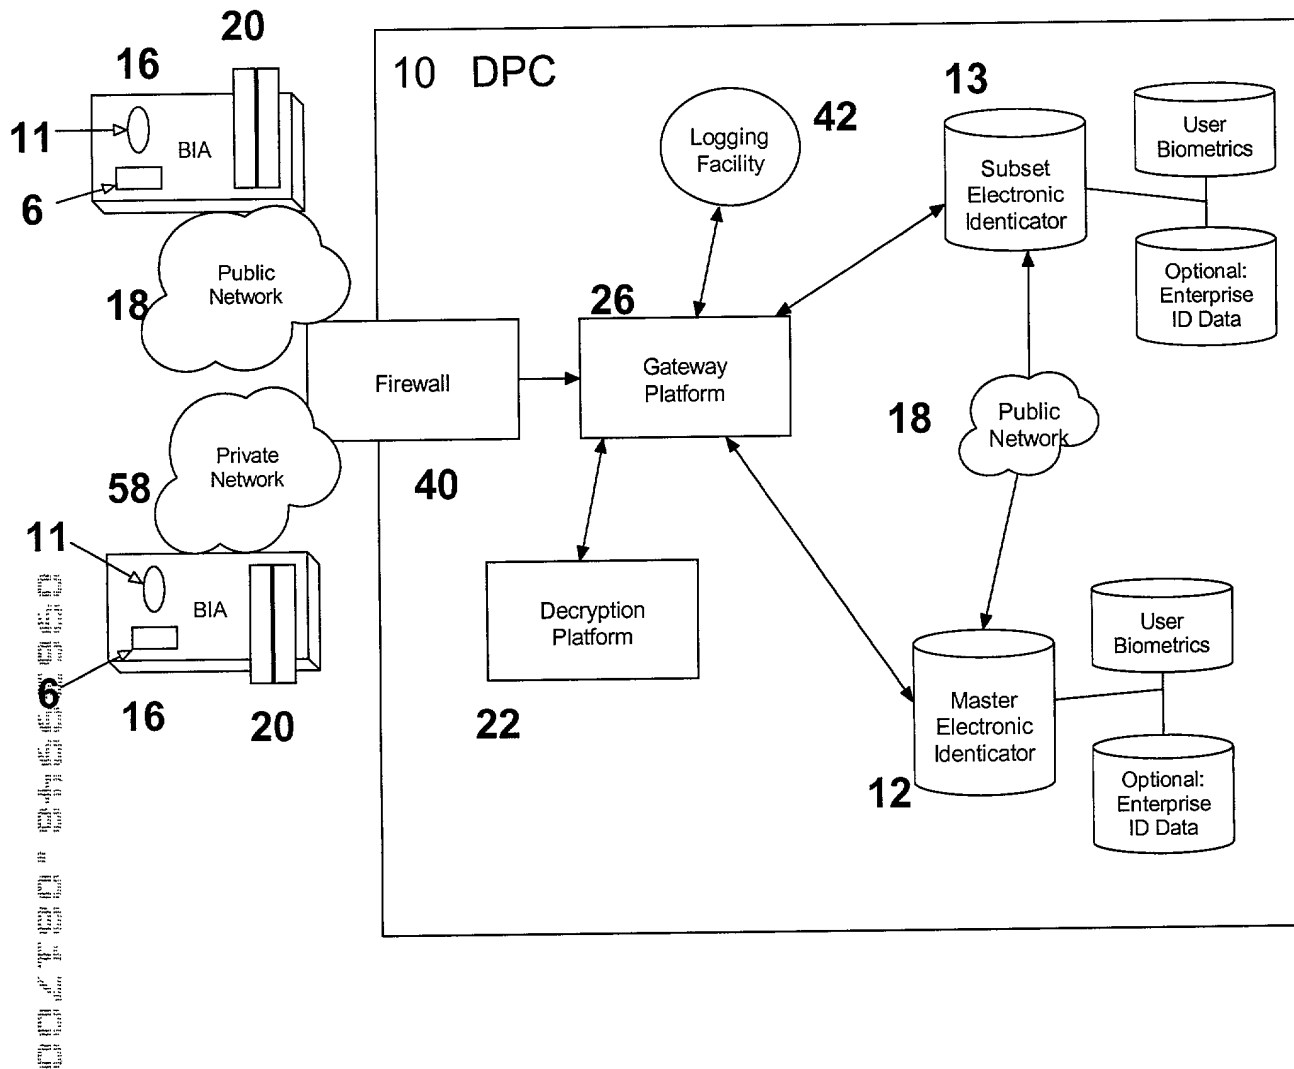 20
16
10 DPC
13
11
BIA
6
42
Logging
Facility
User
Biometrics
Subset
Electronic
Identicator
Public
Network
18
26
Optional:
Enterprise
ID Data
Firewall
Gateway
Platform
18
Public
Network
Private
Network
58
40
11
BIA
6
16
20
Decryption
Platform
22
User
Biometrics
Master
Electronic
Identicator
12
Optional:
Enterprise
ID Data